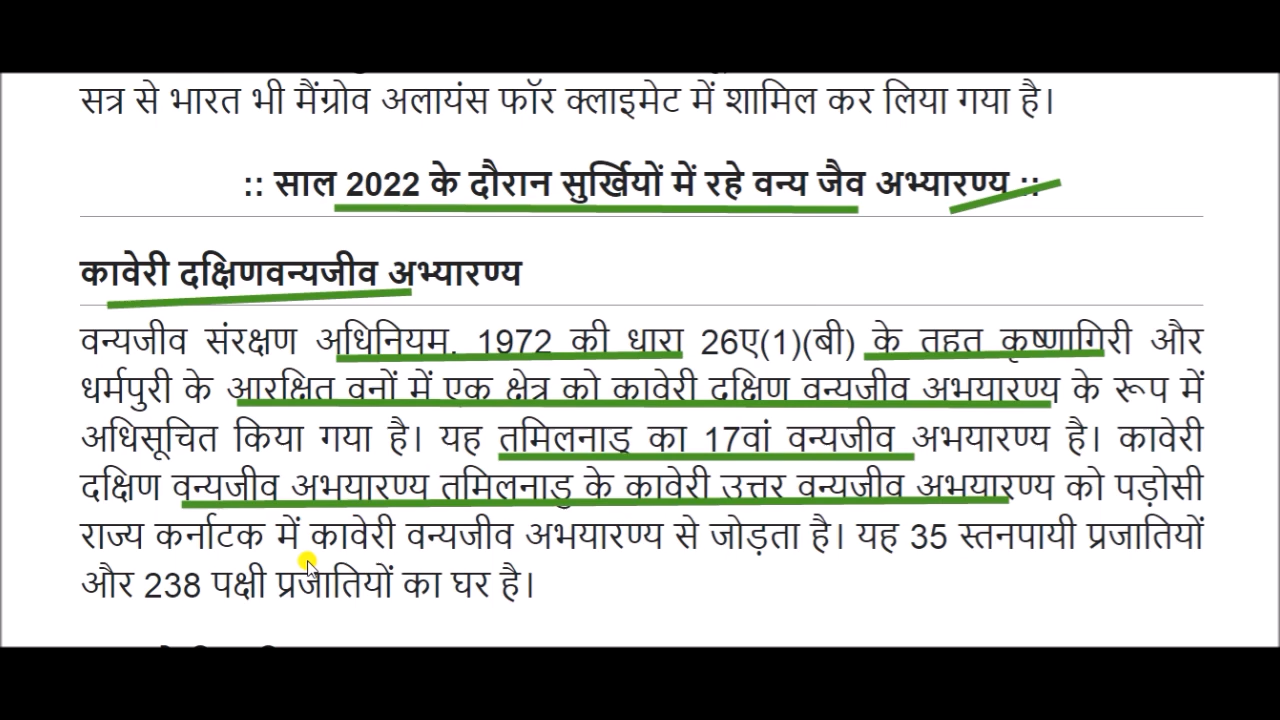 सत्र से भारत भी मैंग्रोव अलायंस फॉर क्लाइमेट में शामिल कर लिया गया है।
:: साल 2022 के दौरान सुर्खियों में रहे वन्य जैव अभ्यारण्य ::
कावेरी दक्षिणवन्यजीव अभ्यारण्य
वन्यजीव संरक्षण अधिनियम, 1972 की धारा 26ए(1)(बी) के तहत कृष्णागिरी और
धर्मपुरी के आरक्षित वनों में एक क्षेत्र को कावेरी दक्षिण वन्यजीव अभयारण्य के रूप में
अधिसूचित किया गया है। यह तमिलनाडु का 17वां वन्यजीव अभयारण्य है। कावेरी
दक्षिण वन्यजीव अभयारण्य तमिलनाडु के कावेरी उत्तर वन्यजीव अभयारण्य को पड़ोसी
राज्य कर्नाटक में कावेरी वन्यजीव अभयारण्य से जोड़ता है। यह 35 स्तनपायी प्रजातियों
और 238 पक्षी प्रजातियों का घर है।